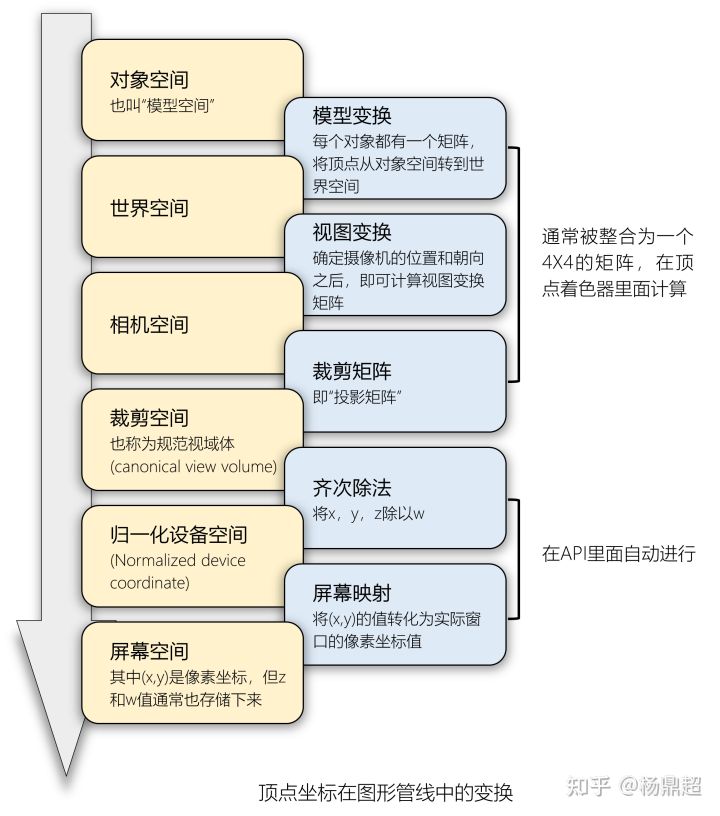 对象空间
也叫“模型空间”
模型变换
每个对象都有一个矩阵，
将顶点从对象空间转到世
界空间
世界空间
视图变换
确定摄像机的位置和朝向
之后，即可计算视图变换
矩阵
通常被整合为一个
4X4的矩阵，在顶
点着色器里面计算
相机空间
裁剪矩阵
即“投影矩阵”
裁剪空间
也称为规范视域体
(canonical view volume)
齐次除法
将x，y，z除以w
归一化设备空间
(Normalized device
coordinate)
在API里面自动进行
屏幕映射
将(x,y)的值转化为实际窗
口的像素坐标值
屏幕空间
其中(x,y)是像素坐标，但z
和w值通常也存储下来
顶点坐标在图形管线中的变换
知乎 @杨鼎超